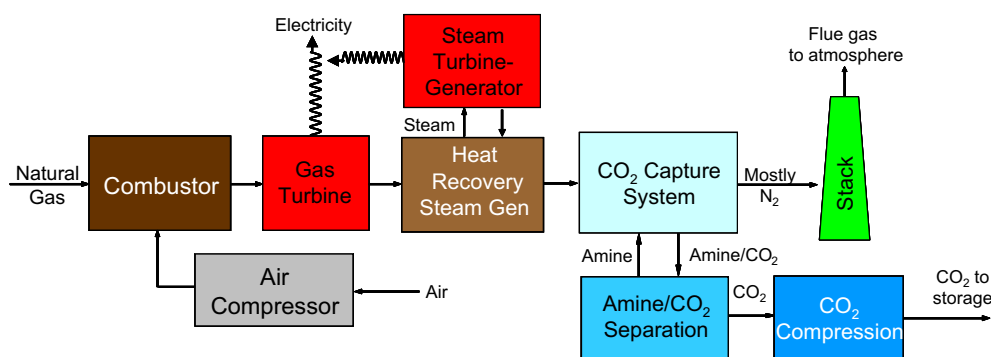 Electricity
Steam
Turbine-
Generator
Flue gas
to atmosphere
Steam
Natural
Gas
Combustor
Gas
Turbine
Heat
Recovery
Steam Gen
CO₂ Capture
System
Mostly
N₂
Stack
Amine
Amine/CO₂
Air
Compressor
Air
Amine/CO₂
Separation
CO₂
CO₂
Compression
CO₂ to
storage